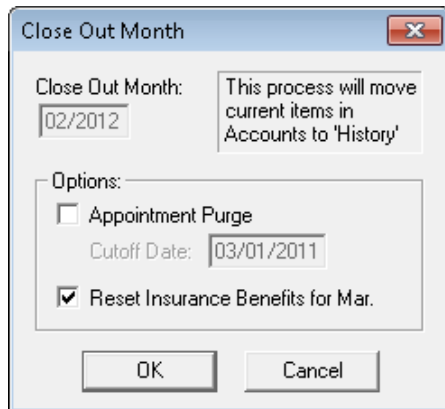 Close Out Month
Close Out Month:
02/2012
This process will move
current items in
Accounts to 'History'
Options:
Appointment Purge
Cutoff Date: 03/01/2011
Reset Insurance Benefits for Mar.
OK Cancel